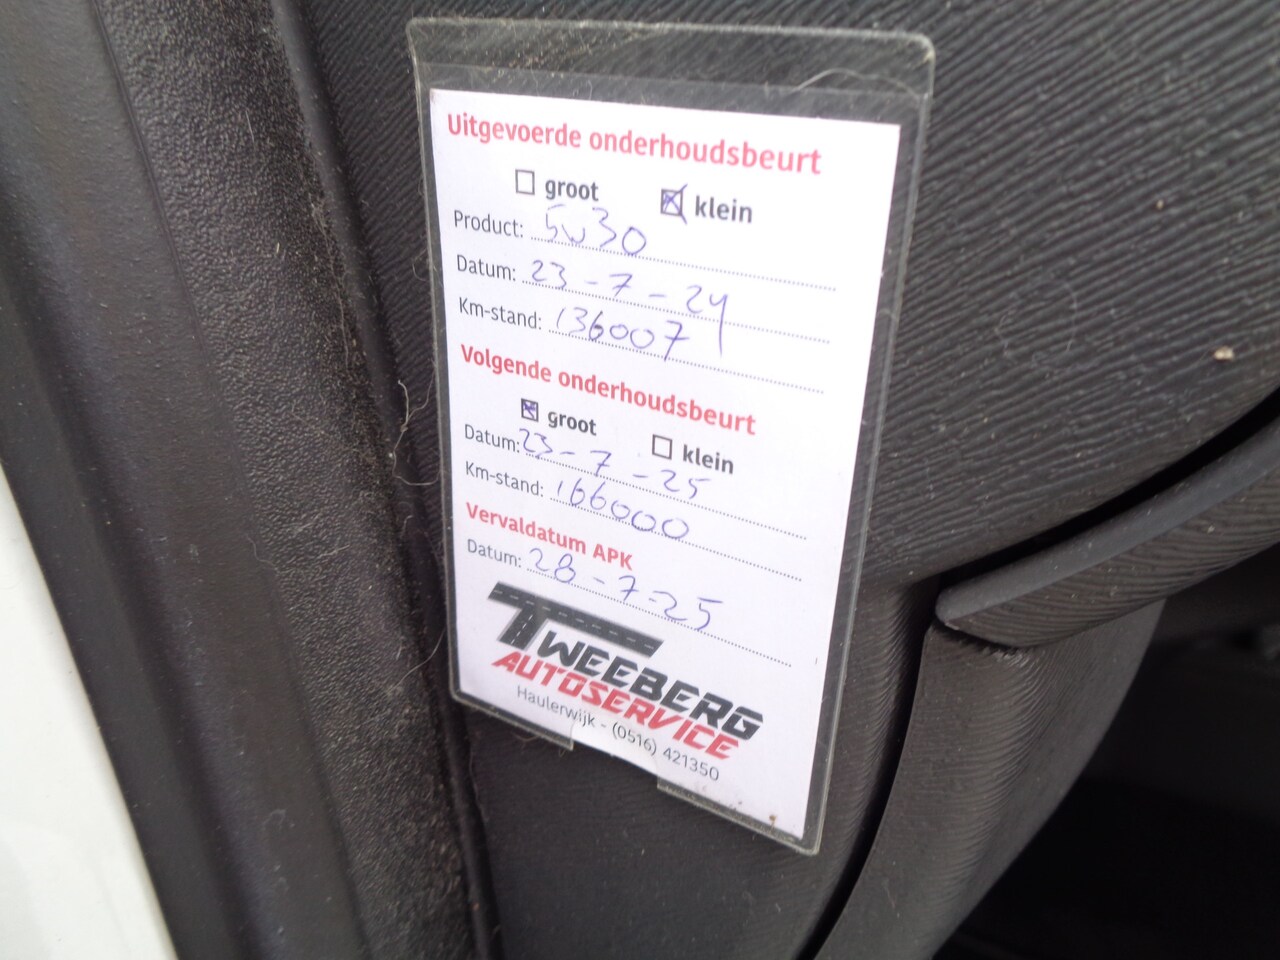 Uitgevoerde onderhoudsbeurt
groot klein
Product: 5w30
Datum: 23-7-24
Km-stand: 136007
Volgende onderhoudsbeurt
groot klein
Datum: 23-7-25
Km-stand: 166000
Vervaldatum APK
Datum: 28-7-25
TWEEBERG
AUTOSERVICE
Haulerwijk - (0516) 421350